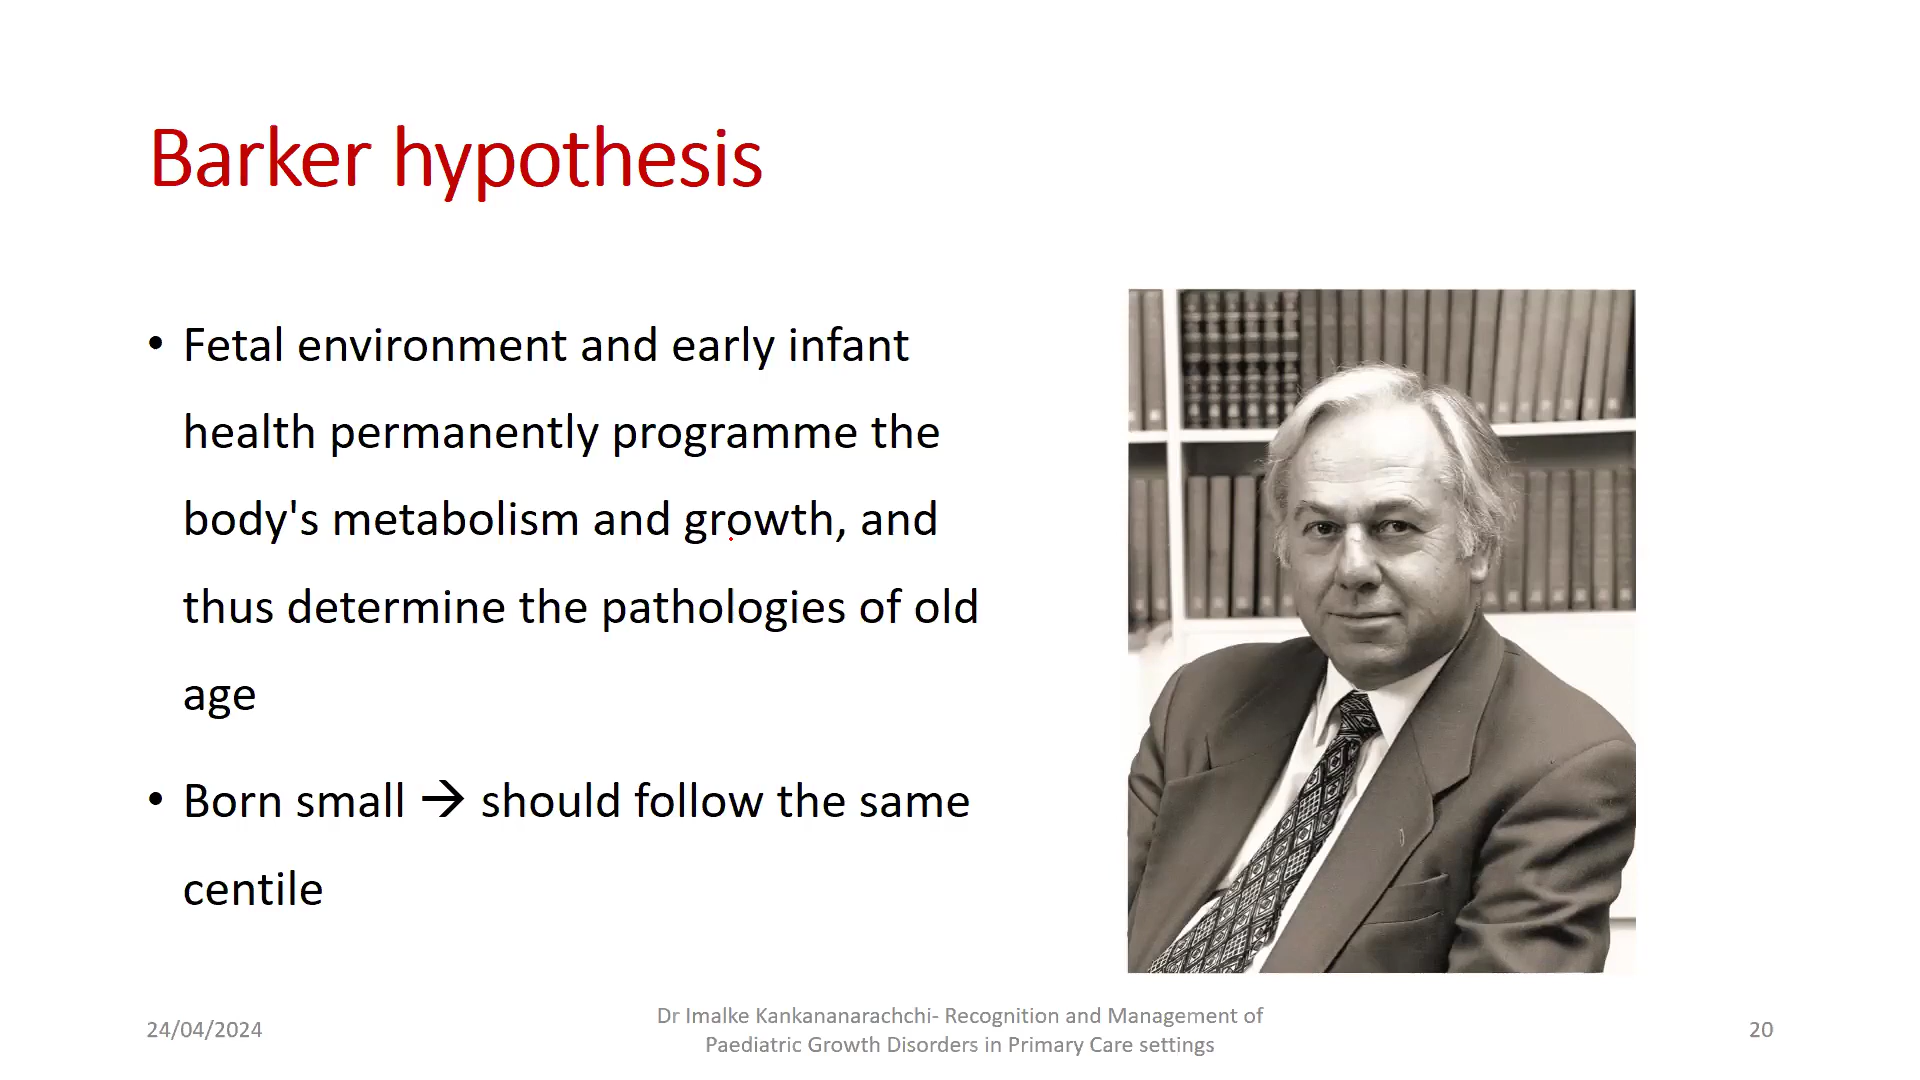 Barker hypothesis
• Fetal environment and early infant
health permanently programme the
body's metabolism and growth, and
thus determine the pathologies of old
age
• Born small → should follow the same
centile
24/04/2024
Dr Imalke Kankananarachchi- Recognition and Management of
Paediatric Growth Disorders in Primary Care settings
20